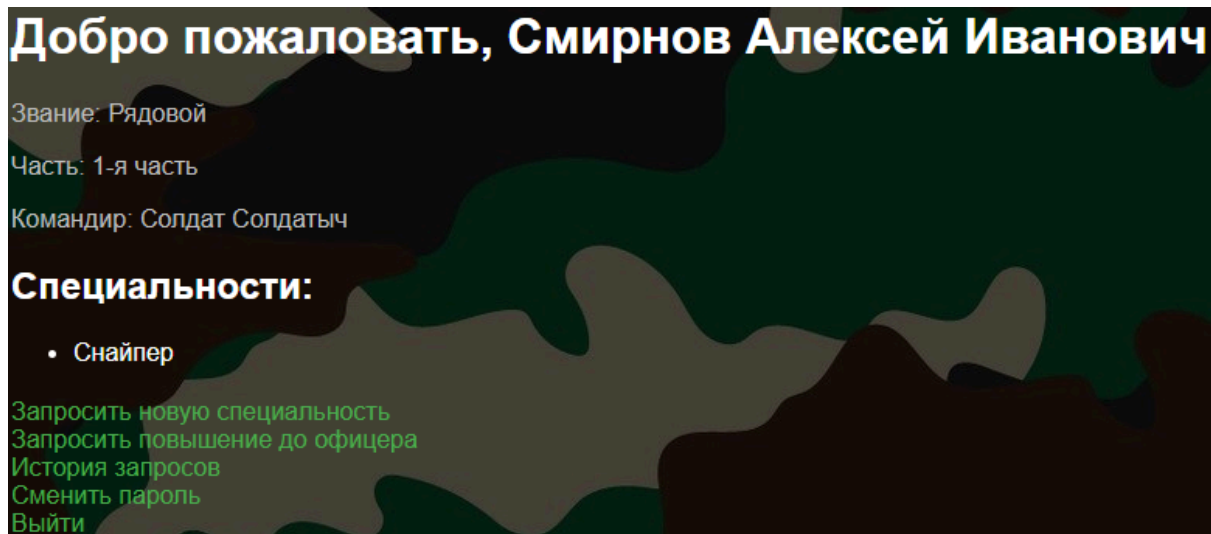 Добро пожаловать, Смирнов Алексей Иванович
Звание: Рядовой
Часть: 1-я часть
Командир: Солдат Солдатыч
Специальности:
• Снайпер
Запросить новую специальность
Запросить повышение до офицера
История запросов
Сменить пароль
Выйти